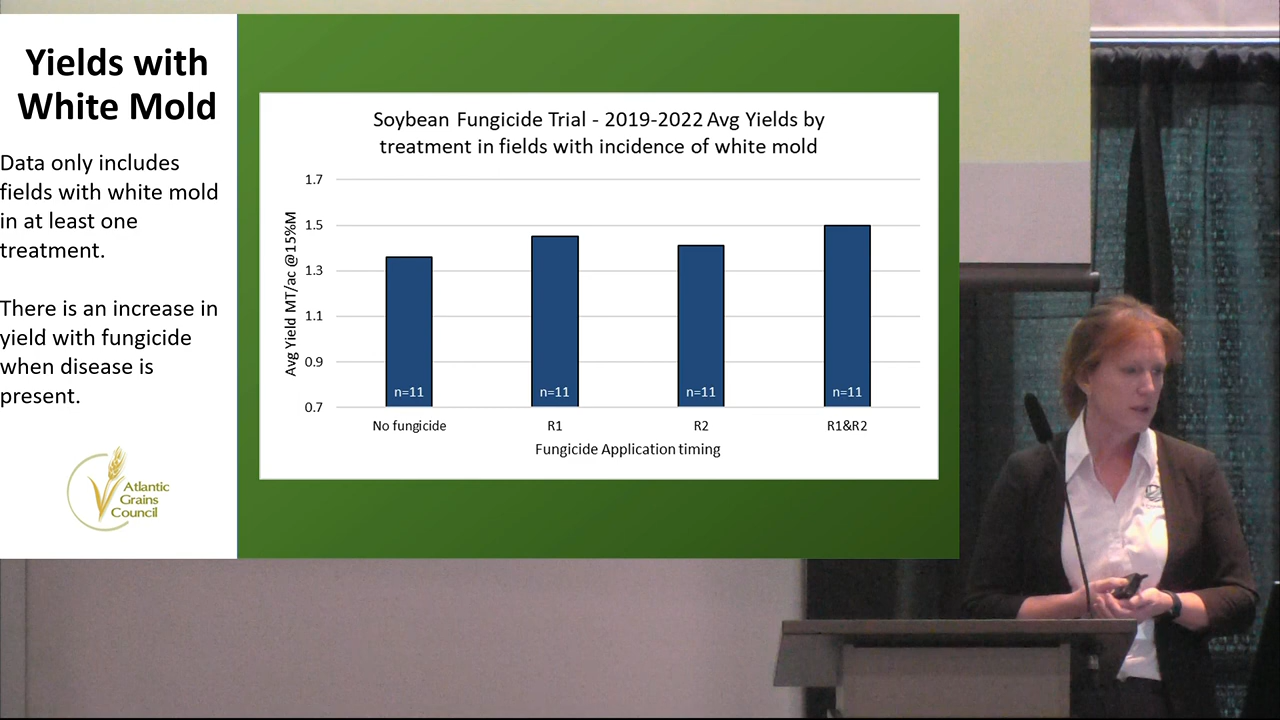 Yields with
White Mold
Data only includes
fields with white mold
in at least one
treatment.
There is an increase in
yield with fungicide
when disease is
present.
Atlantic
Grains
Council
Soybean Fungicide Trial - 2019-2022 Avg Yields by
treatment in fields with incidence of white mold
Avg Yield MT/ac @15%M
1.7
1.5
1.3
1.1
0.9
0.7
n=11
n=11
n=11
n=11
No fungicide
R1
R2
R1&R2
Fungicide Application timing